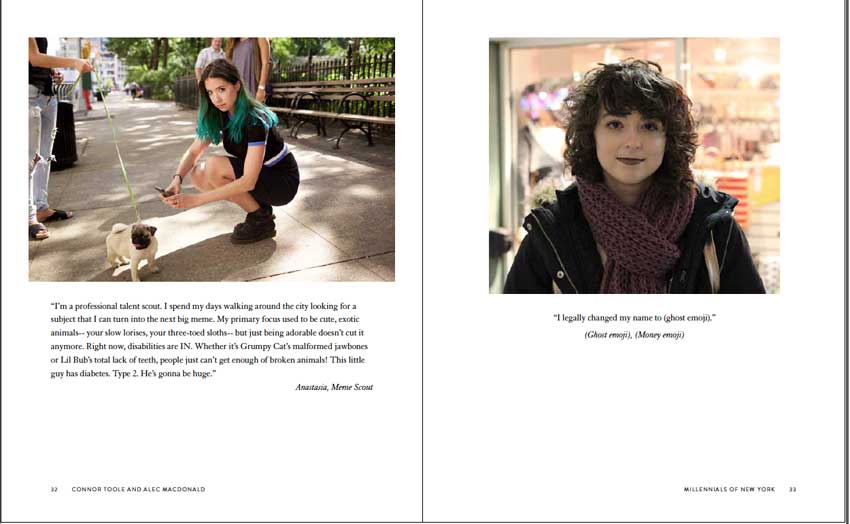 “I’m a professional talent scout. I spend my days walking around the city looking for a
subject that I can turn into the next big meme. My primary focus used to be cute, exotic
animals-- your slow lorises, your three-toed sloths-- but just being adorable doesn’t cut it
anymore. Right now, disabilities are IN. Whether it’s Grumpy Cat’s malformed jawbones
or Lil Bub’s total lack of teeth, people just can’t get enough of broken animals! This little
guy has diabetes. Type 2. He’s gonna be huge.”
Anastasia, Meme Scout
32 CONNOR TOOLE AND ALEC MACDONALD
“I legally changed my name to (ghost emoji).”
(Ghost emoji), (Money emoji)
MILLENNIALS OF NEW YORK 33